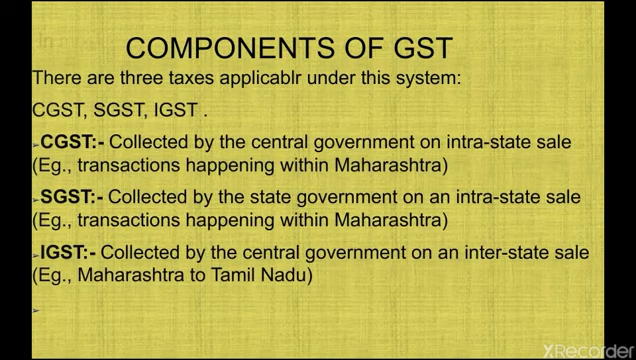 COMPONENTS OF GST
There are three taxes applicablr under this system:
CGST, SGST, IGST .
➢CGST:- Collected by the central government on intra-state sale
(Eg., transactions happening within Maharashtra)
➢SGST:- Collected by the state government on an intra-state sale
(Eg., transactions happening within Maharashtra)
➢IGST:- Collected by the central government on an inter-state sale
(Eg., Maharashtra to Tamil Nadu)
➢
XRecorder